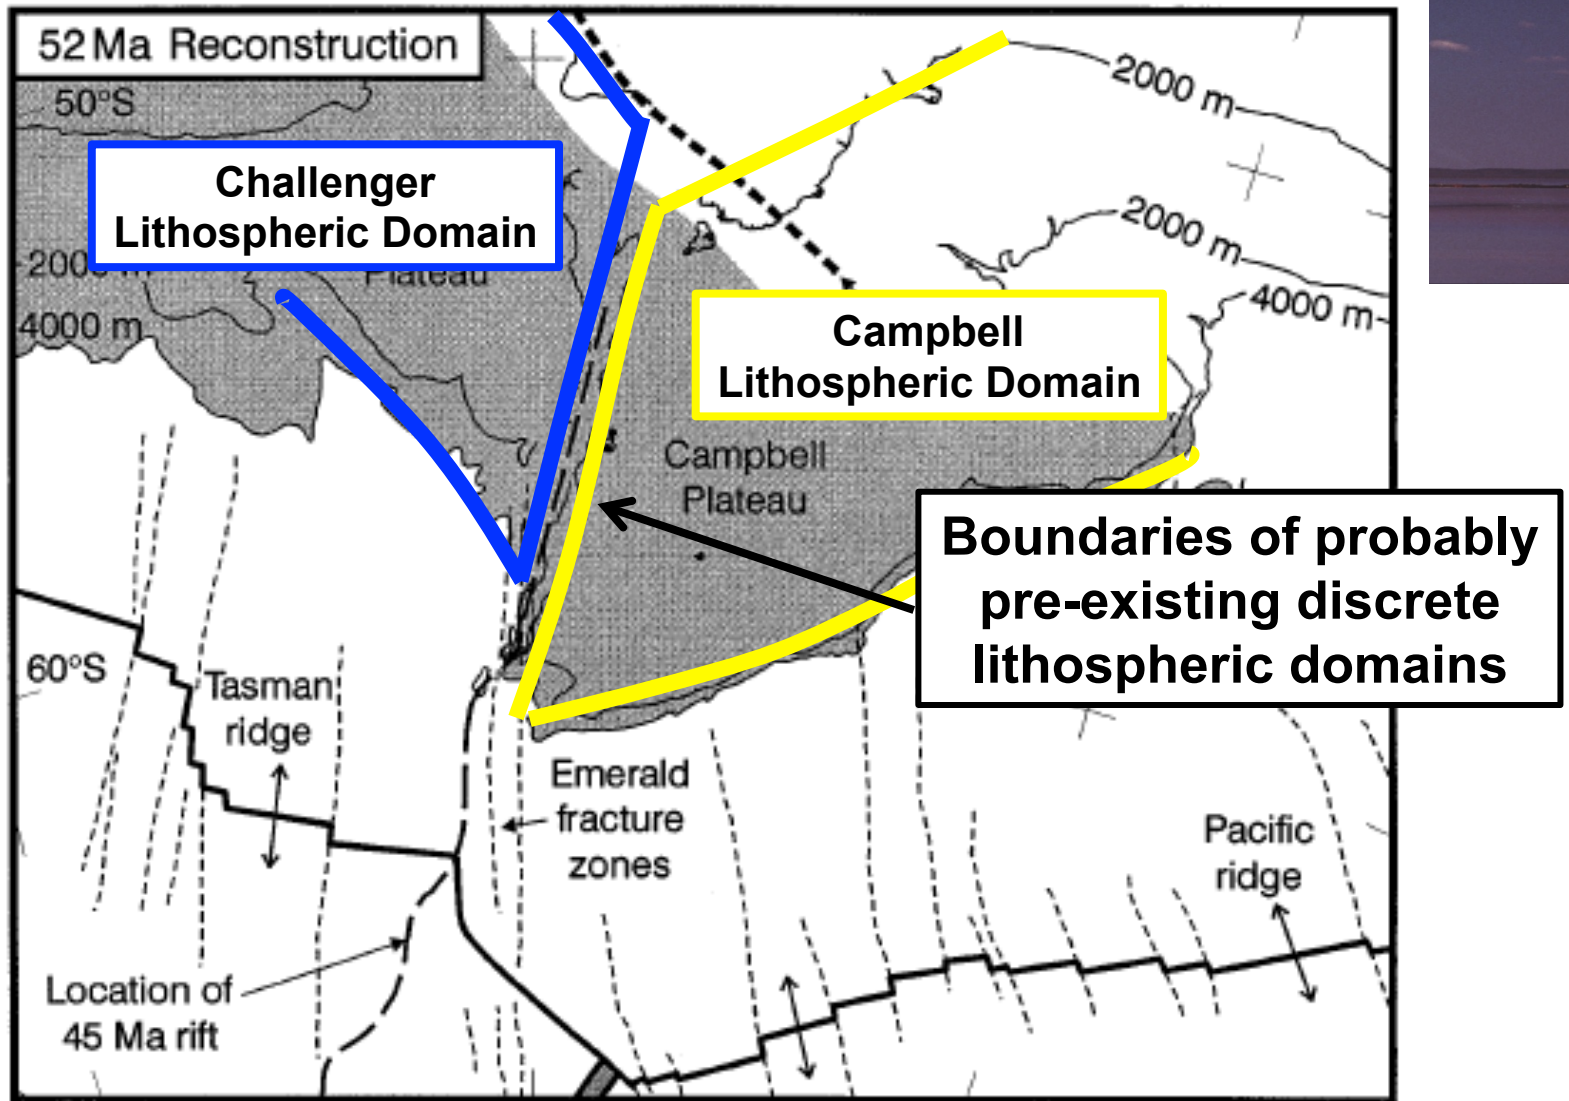 52 Ma Reconstruction
50°S
2000 m
Challenger
Lithospheric Domain
2000 m
2000 m
Plateau
4000 m
4000 m
Campbell
Lithospheric Domain
Campbell
Plateau
Boundaries of probably
pre-existing discrete
lithospheric domains
60°S
Tasman
ridge
Emerald
fracture
zones
Pacific
ridge
Location of
45 Ma rift